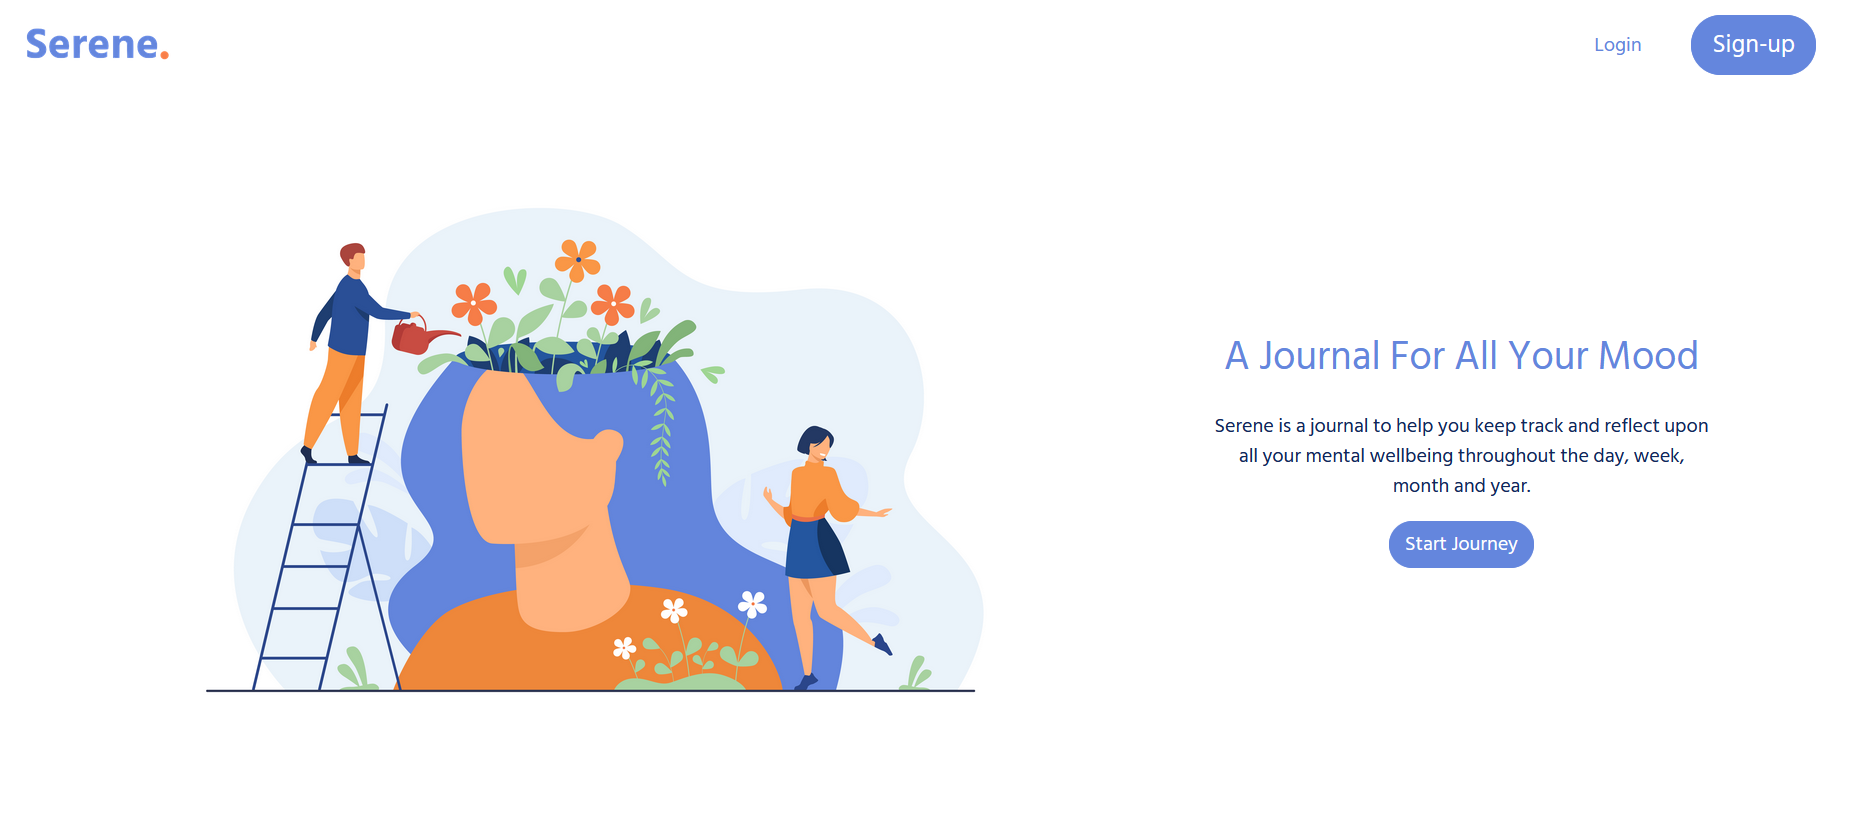 Serene.
Login
Sign-up
A Journal For All Your Mood
Serene is a journal to help you keep track and reflect upon
all your mental wellbeing throughout the day, week,
month and year.
Start Journey